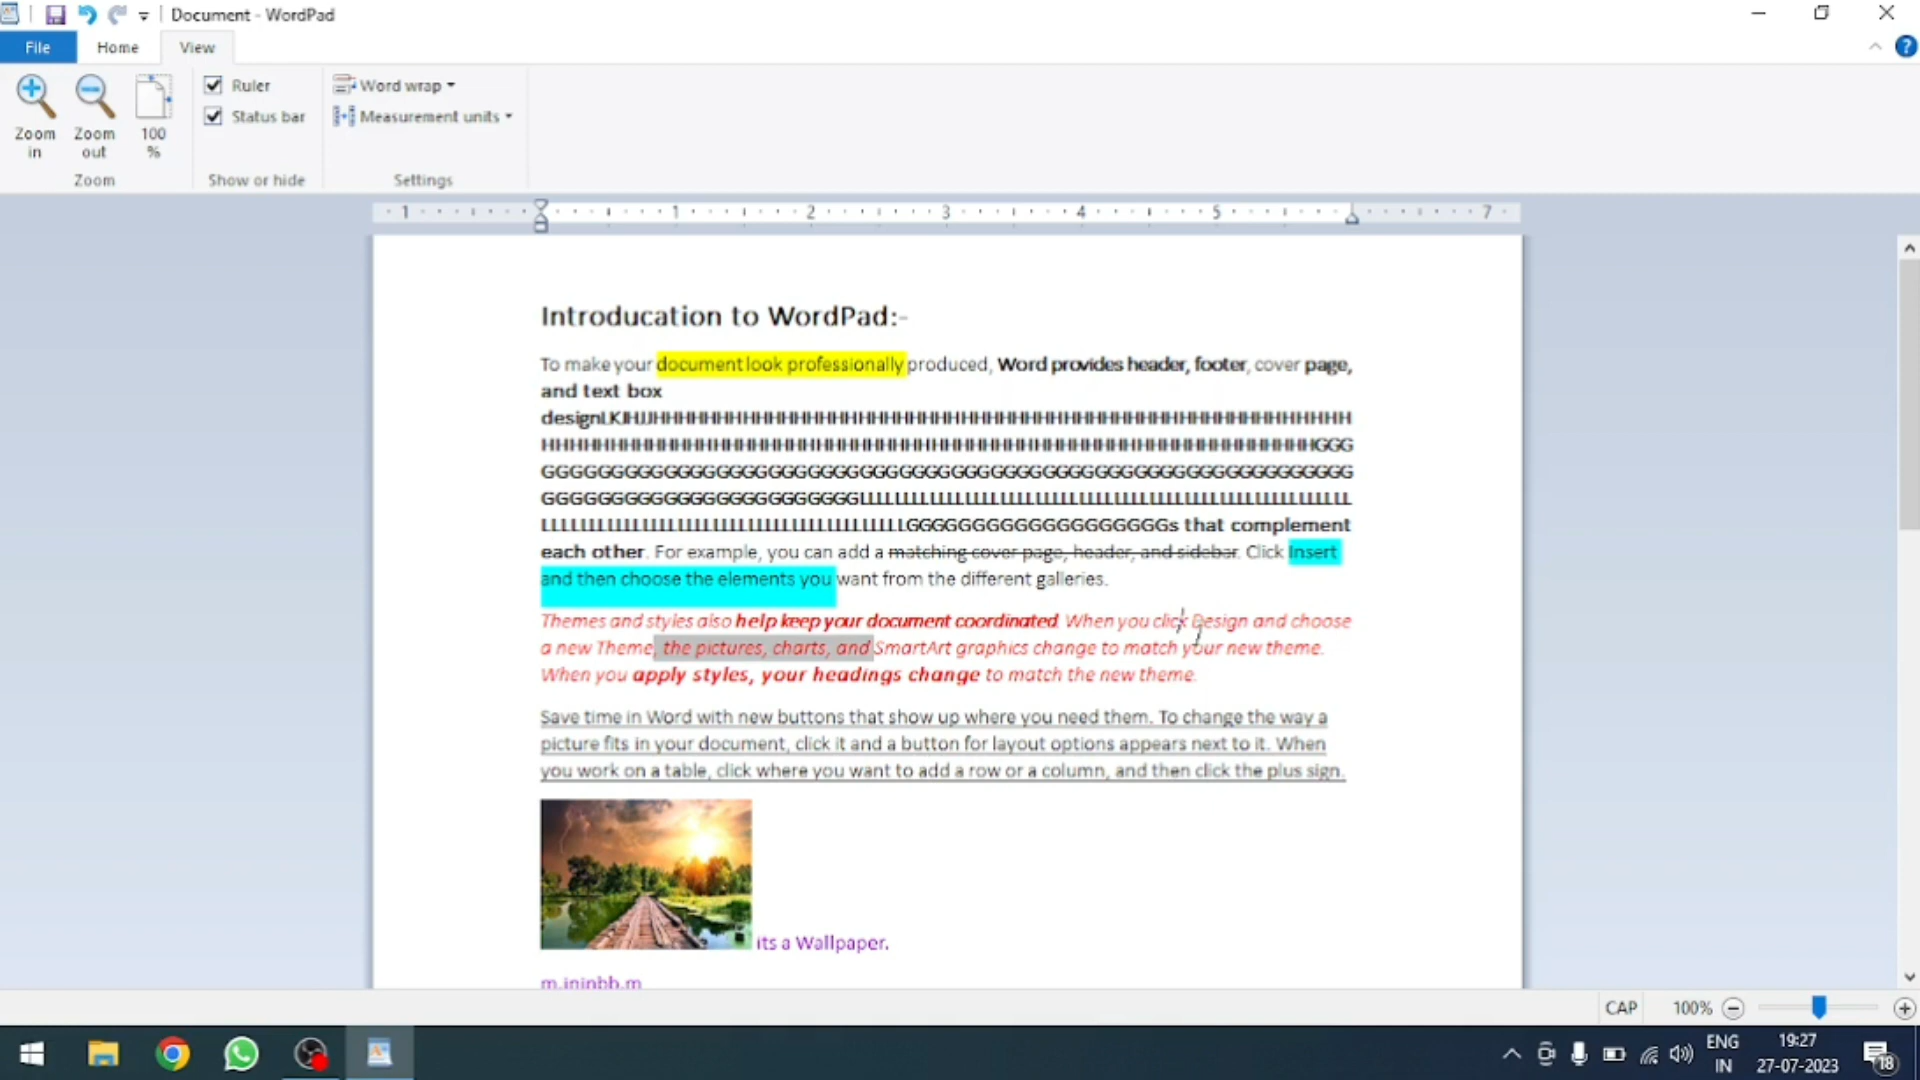 Document - WordPad
File Home View
Zoom in
Zoom out
100 %
Ruler
Status bar
Word wrap
Measurement units
Zoom
Show or hide
Settings
1 1 2 3 4 5 7
Introducation to WordPad:-
To make your document look professionally produced, Word provides header, footer, cover page,
and text box
each other. For example, you can add a matching cover page, header, and sidebar. Click Insert
and then choose the elements you want from the different galleries.
Themes and styles also help keep your document coordinated. When you click Design and choose
a new Theme, the pictures, charts, and SmartArt graphics change to match your new theme.
When you apply styles, your headings change to match the new theme.
Save time in Word with new buttons that show up where you need them. To change the way a
picture fits in your document, click it and a button for layout options appears next to it. When
you work on a table, click where you want to add a row or a column, and then click the plus sign.
its a Wallpaper.
m.ininbb.m
CAP 100%
ENG
IN
19:27
27-07-2023
18